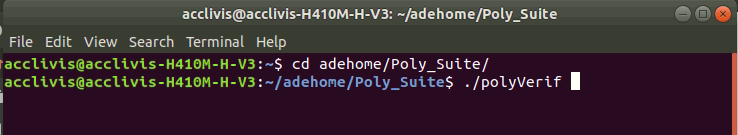 acclivis@acclivis-H410M-H-V3: ~/adehome/Poly_Suite
File Edit View Search Terminal Help
acclivis@acclivis-H410M-H-V3:~$ cd adehome/Poly_Suite/
acclivis@acclivis-H410M-H-V3:~/adehome/Poly_Suite$ ./polyVerif